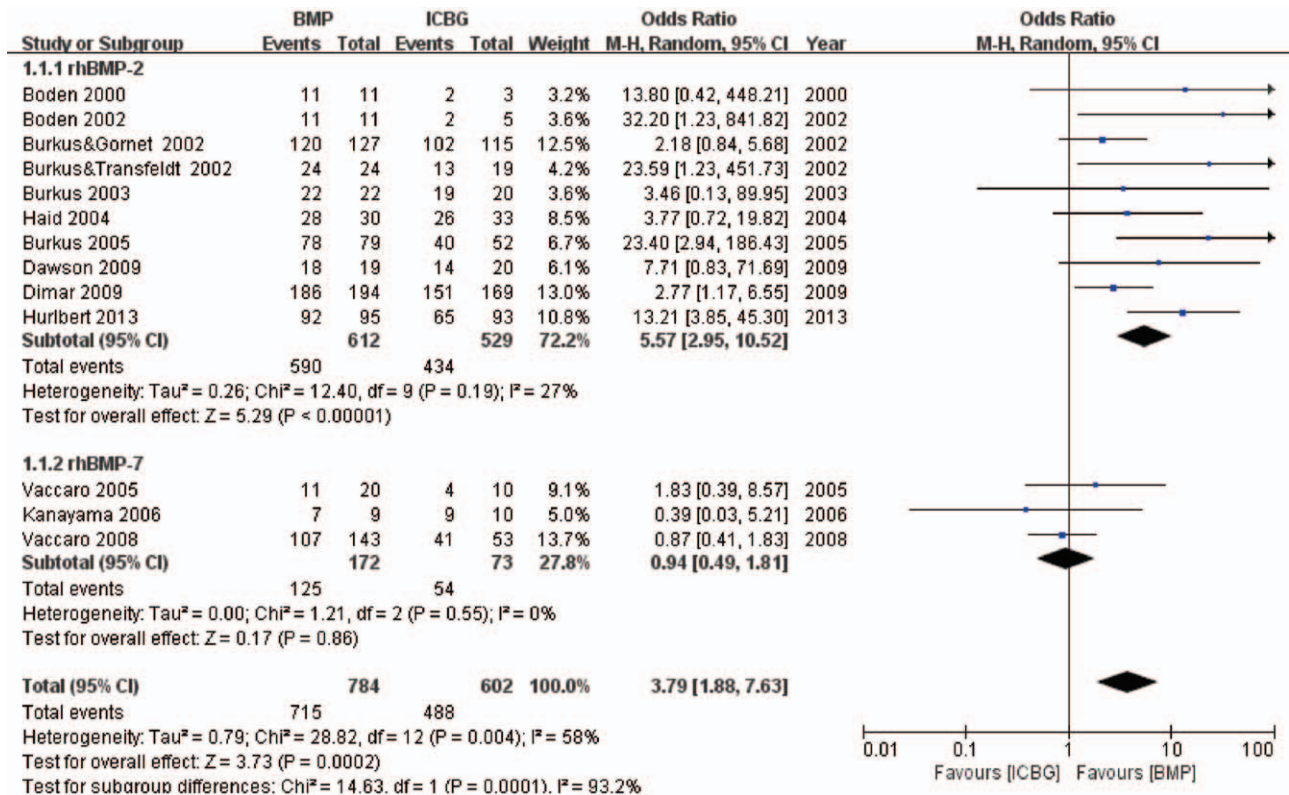 BMP ICBG Odds Ratio Odds Ratio
Study or Subgroup Events Total Events Total Weight M-H, Random, 95% CI Year M-H, Random, 95% CI
1.1.1 rhBMP-2
Boden 2000 11 11 2 3 3.2% 13.80 [0.42, 448.21] 2000
Boden 2002 11 11 2 5 3.6% 32.20 [1.23, 841.82] 2002
Burkus&Gornet 2002 120 127 102 115 12.5% 2.18 [0.84, 5.68] 2002
Burkus&Transfeldt 2002 24 24 13 19 4.2% 23.59 [1.23, 451.73] 2002
Burkus 2003 22 22 19 20 3.6% 3.46 [0.13, 89.95] 2003
Haid 2004 28 30 26 33 8.5% 3.77 [0.72, 19.82] 2004
Burkus 2005 78 79 40 52 6.7% 23.40 [2.94, 186.43] 2005
Dawson 2009 18 19 14 20 6.1% 7.71 [0.83, 71.69] 2009
Dimar 2009 186 194 151 169 13.0% 2.77 [1.17, 6.55] 2009
Hurlbert 2013 92 95 65 93 10.8% 13.21 [3.85, 45.30] 2013
Subtotal (95% CI) 612 529 72.2% 5.57 [2.95, 10.52]
Total events 590 434
Heterogeneity: Tau² = 0.26; Chi² = 12.40, df = 9 (P = 0.19); I² = 27%
Test for overall effect: Z = 5.29 (P < 0.00001)
1.1.2 rhBMP-7
Vaccaro 2005 11 20 4 10 9.1% 1.83 [0.39, 8.57] 2005
Kanayama 2006 7 9 9 10 5.0% 0.39 [0.03, 5.21] 2006
Vaccaro 2008 107 143 41 53 13.7% 0.87 [0.41, 1.83] 2008
Subtotal (95% CI) 172 73 27.8% 0.94 [0.49, 1.81]
Total events 125 54
Heterogeneity: Tau² = 0.00; Chi² = 1.21, df = 2 (P = 0.55); I² = 0%
Test for overall effect: Z = 0.17 (P = 0.86)
Total (95% CI) 784 602 100.0% 3.79 [1.88, 7.63]
Total events 715 488
Heterogeneity: Tau² = 0.79; Chi² = 28.82, df = 12 (P = 0.004); I² = 58%
Test for overall effect: Z = 3.73 (P = 0.0002)
Test for subgroup differences: Chi² = 14.63, df = 1 (P = 0.0001), I² = 93.2%
0.01 0.1 1 10 100
Favours [ICBG] Favours [BMP]